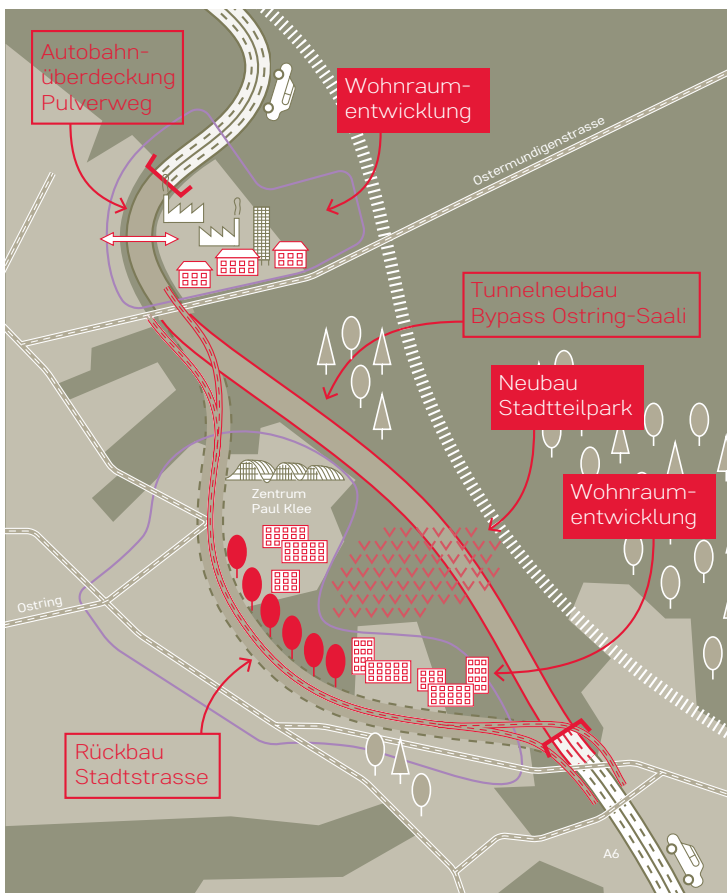 Autobahn-
überdeckung
Pulverweg
Wohnraum-
entwicklung
Ostermundigenstrasse
Tunnelneubau
Bypass Ostring-Saali
Neubau
Stadtteilpark
Wohnraum-
entwicklung
Zentrum
Paul Klee
Ostring
Rückbau
Stadtstrasse
A6